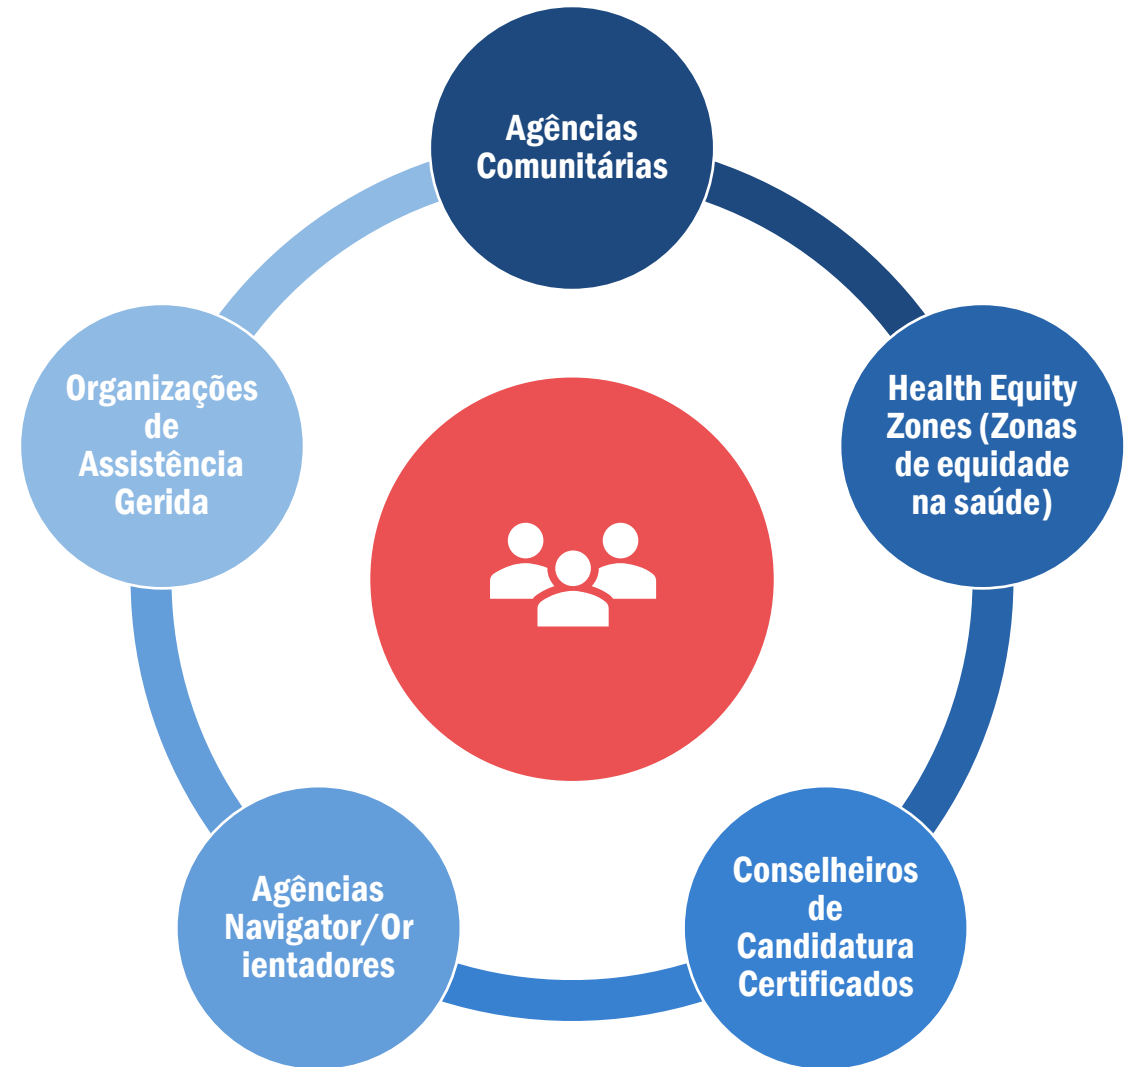 Agências
Comunitárias
Health Equity
Zones (Zonas
de equidade
na saúde)
Conselheiros
de
Candidatura
Certificados
Agências
Navigator/Or
ientadores
Organizações
de
Assistência
Gerida